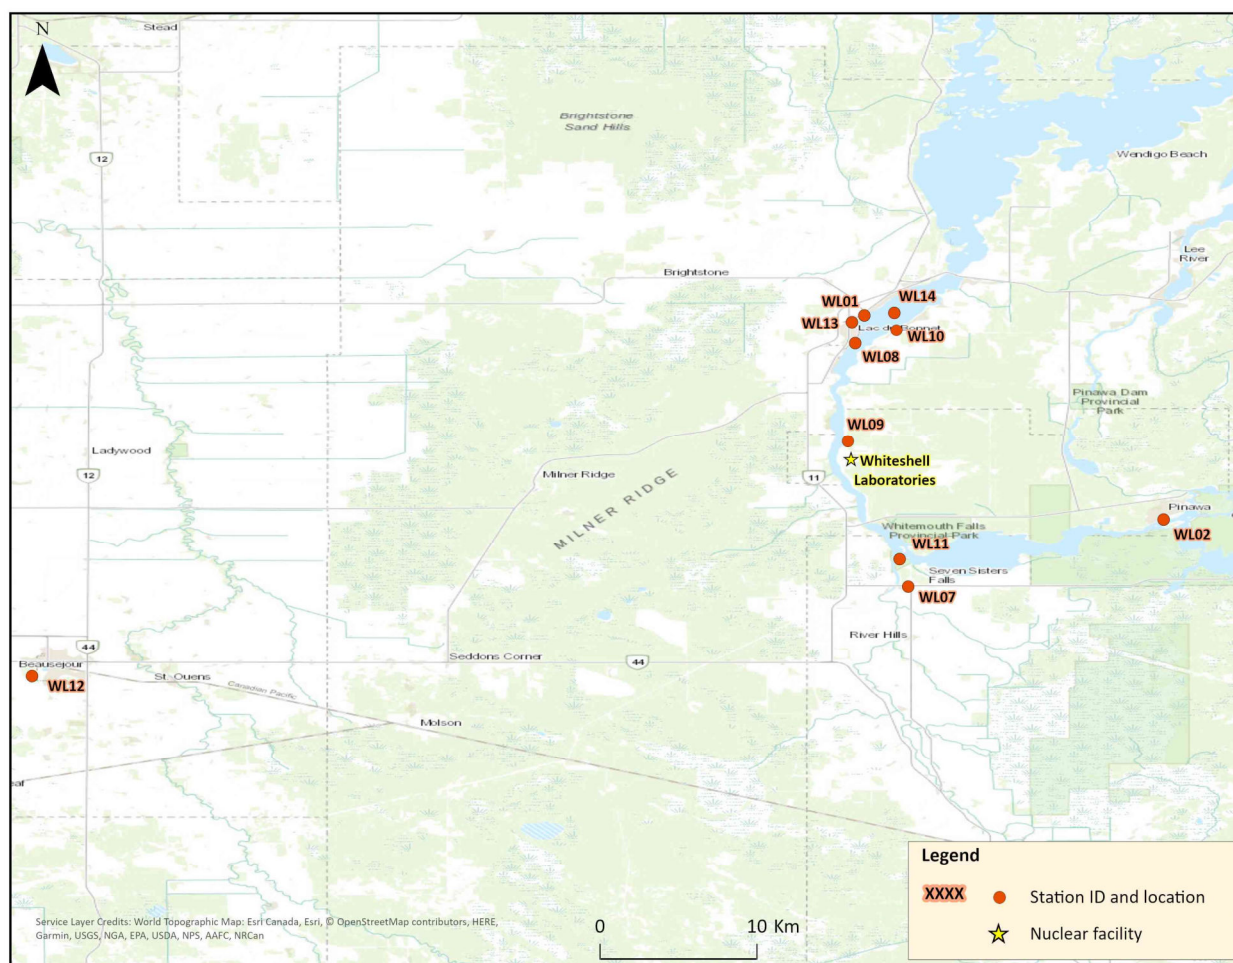 Stead
N
Brightstone
Sand Hills
12
Wendigo Beach
Lee
River
Brightstone
WL01
WL14
WL13
Lac du Bonnet
WL10
WL08
Pinawa Dam
Provincial
Park
WL09
Ladywood
Whiteshell
Laboratories
12
Milner Ridge
11
MILNER RIDGE
Pinawa
Whitemouth Falls
Provincial Park
WL02
WL11
Seven Sisters
Falls
WL07
River Hills
44
Seddons Corner
44
Beausejour
St. Ouens
WL12
Canadian Pacific
Molson
Legend
XXXX
Station ID and location
Nuclear facility
Service Layer Credits: World Topographic Map: Esri Canada, Esri, © OpenStreetMap contributors, HERE,
Garmin, USGS, NGA, EPA, USDA, NPS, AAFC, NRCan
0
10 Km